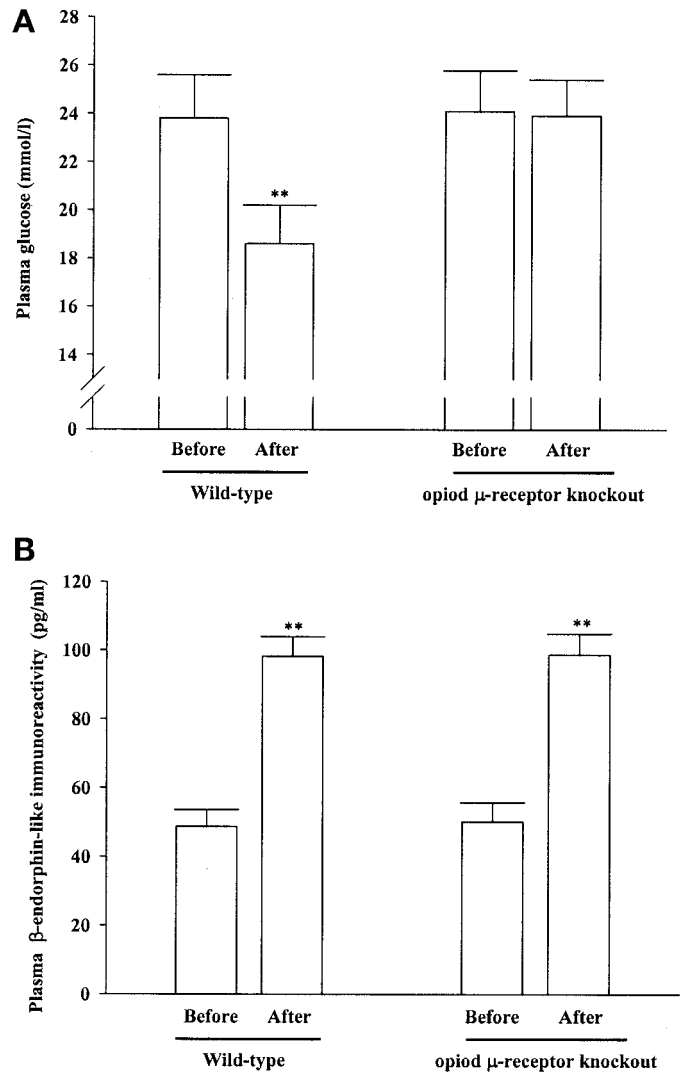 A
Plasma glucose (mmol/l)
28
26
24
22
20
18
16
14
0
**
Before After Before After
Wild-type opiod μ-receptor knockout
B
Plasma β-endorphin-like immunoreactivity (pg/ml)
120
100
80
60
40
20
0
** **
Before After Before After
Wild-type opiod μ-receptor knockout